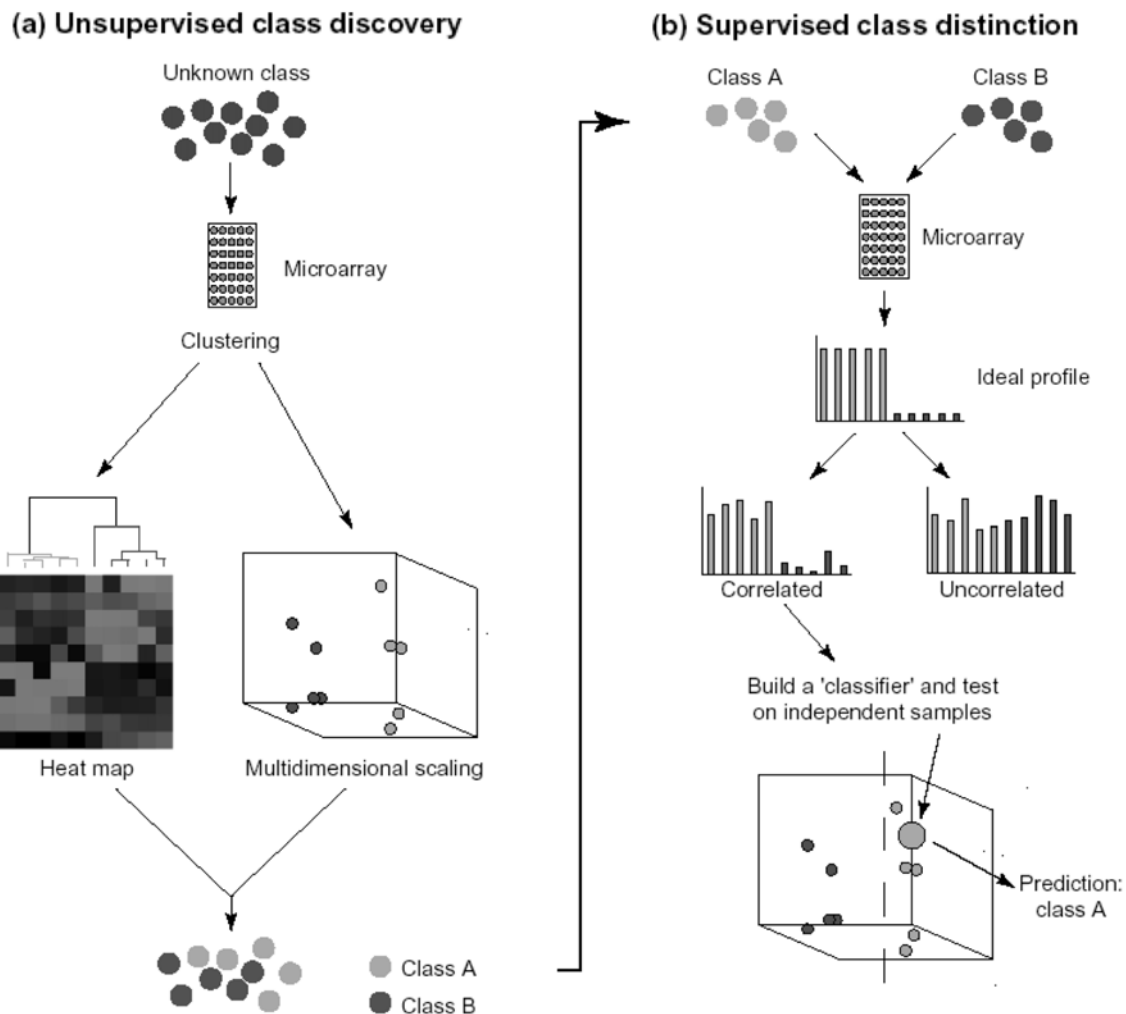 (a) Unsupervised class discovery
Unknown class
Microarray
Clustering
Heat map
Multidimensional scaling
Class A
Class B
(b) Supervised class distinction
Class A
Class B
Microarray
Ideal profile
Correlated
Uncorrelated
Build a 'classifier' and test
on independent samples
Prediction:
class A